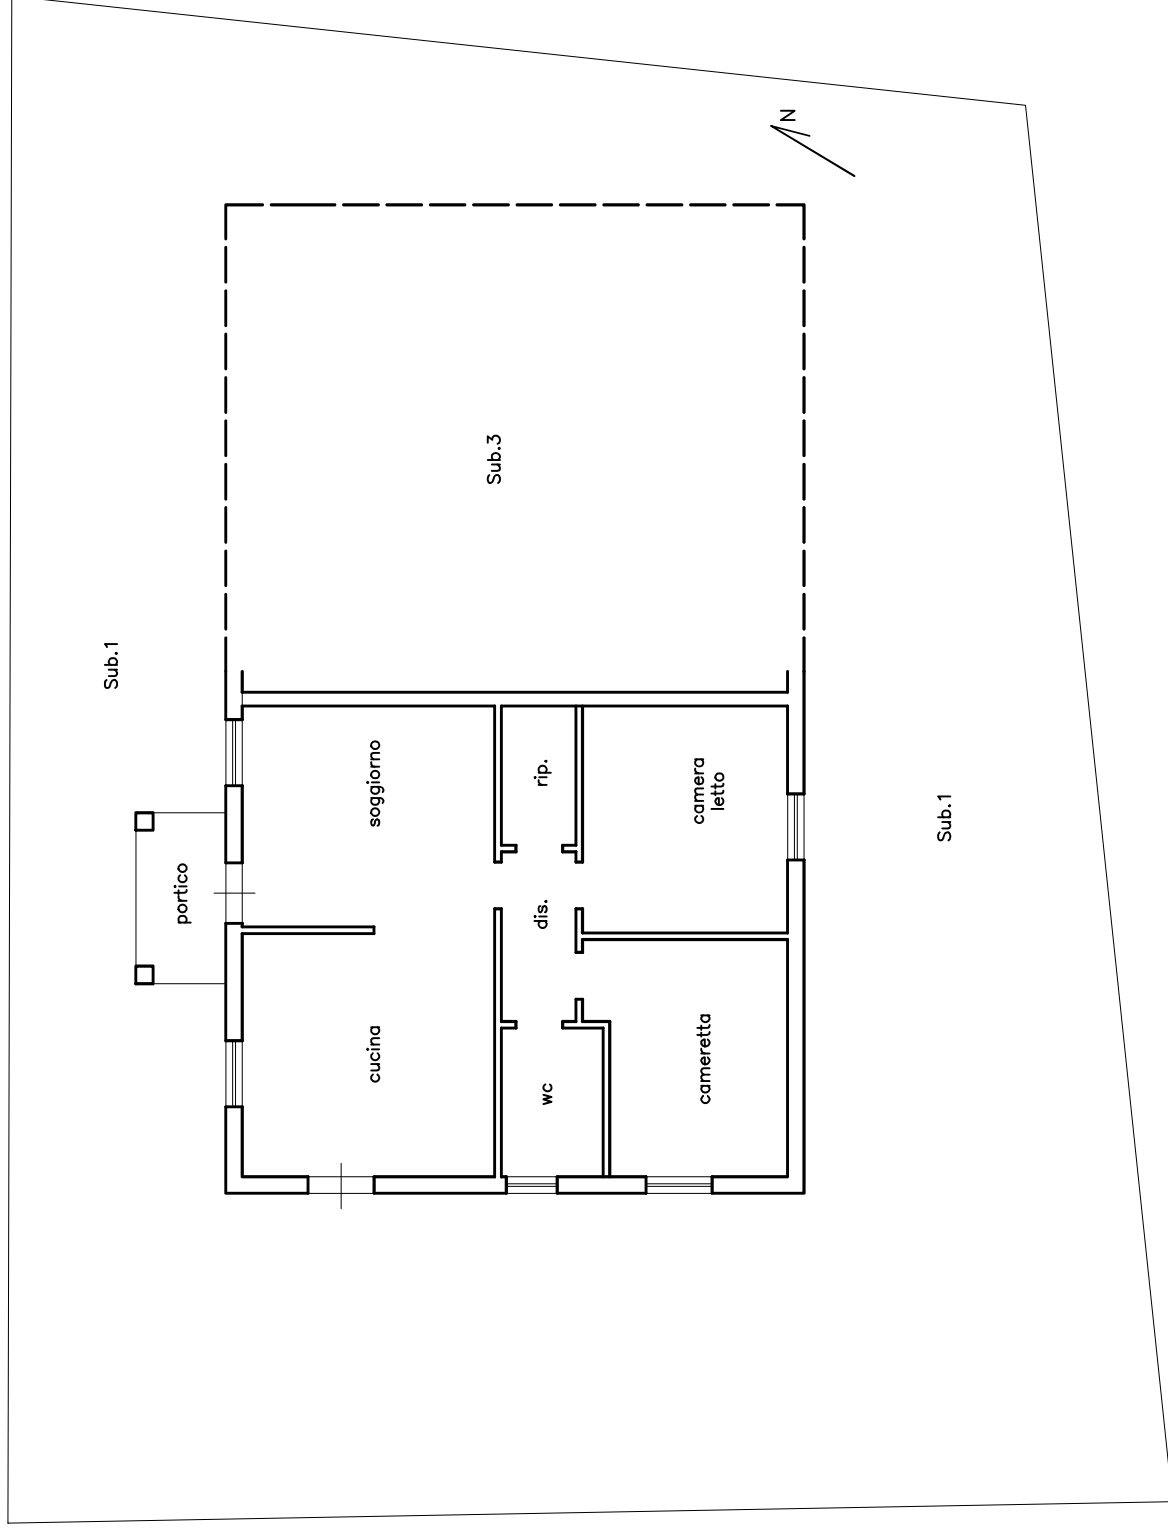 N
Sub.3
Sub.1
soggiorno
rip.
camera
letto
Sub.1
portico
dis.
cucina
wc
cameretta